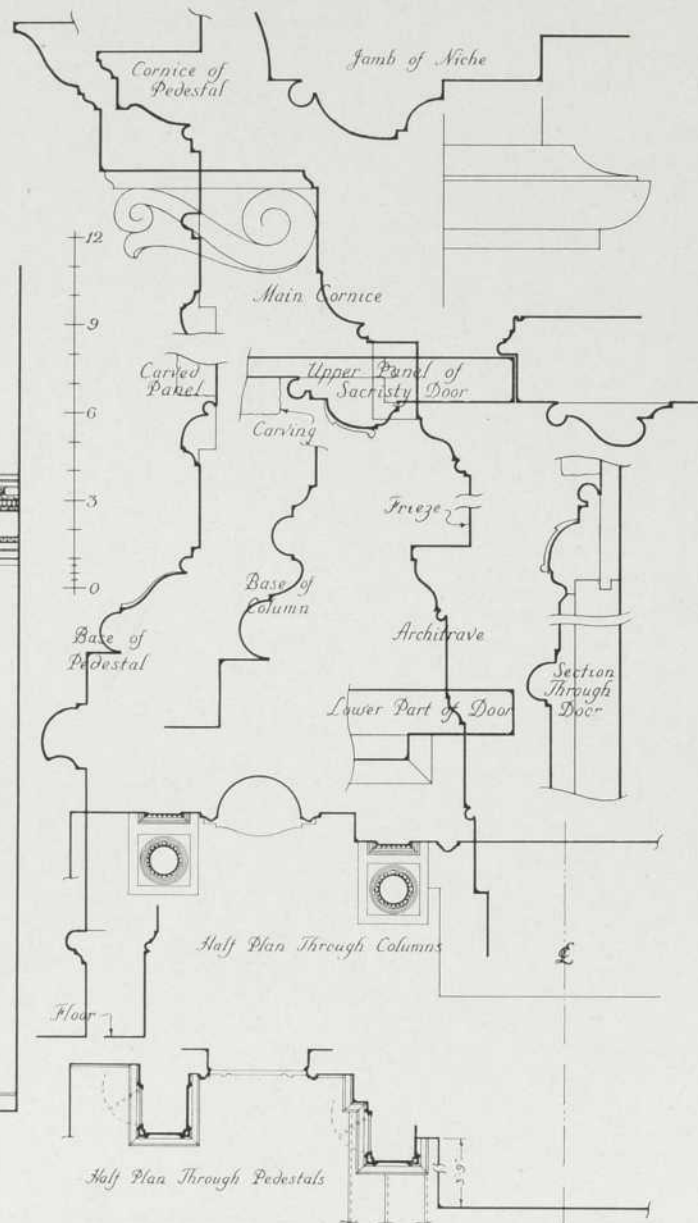 Cornice of
Pedestal
Jamb of Niche
12
9
6
3
0
Main Cornice
Carved
Panel
Upper Panel of
Sacristy Door
Carving
Frieze
Base of
Column
Base of
Pedestal
Architrave
Section
Through
Door
Lower Part of Door
Half Plan Through Columns
℄
Floor
Half Plan Through Pedestals
3'-9"